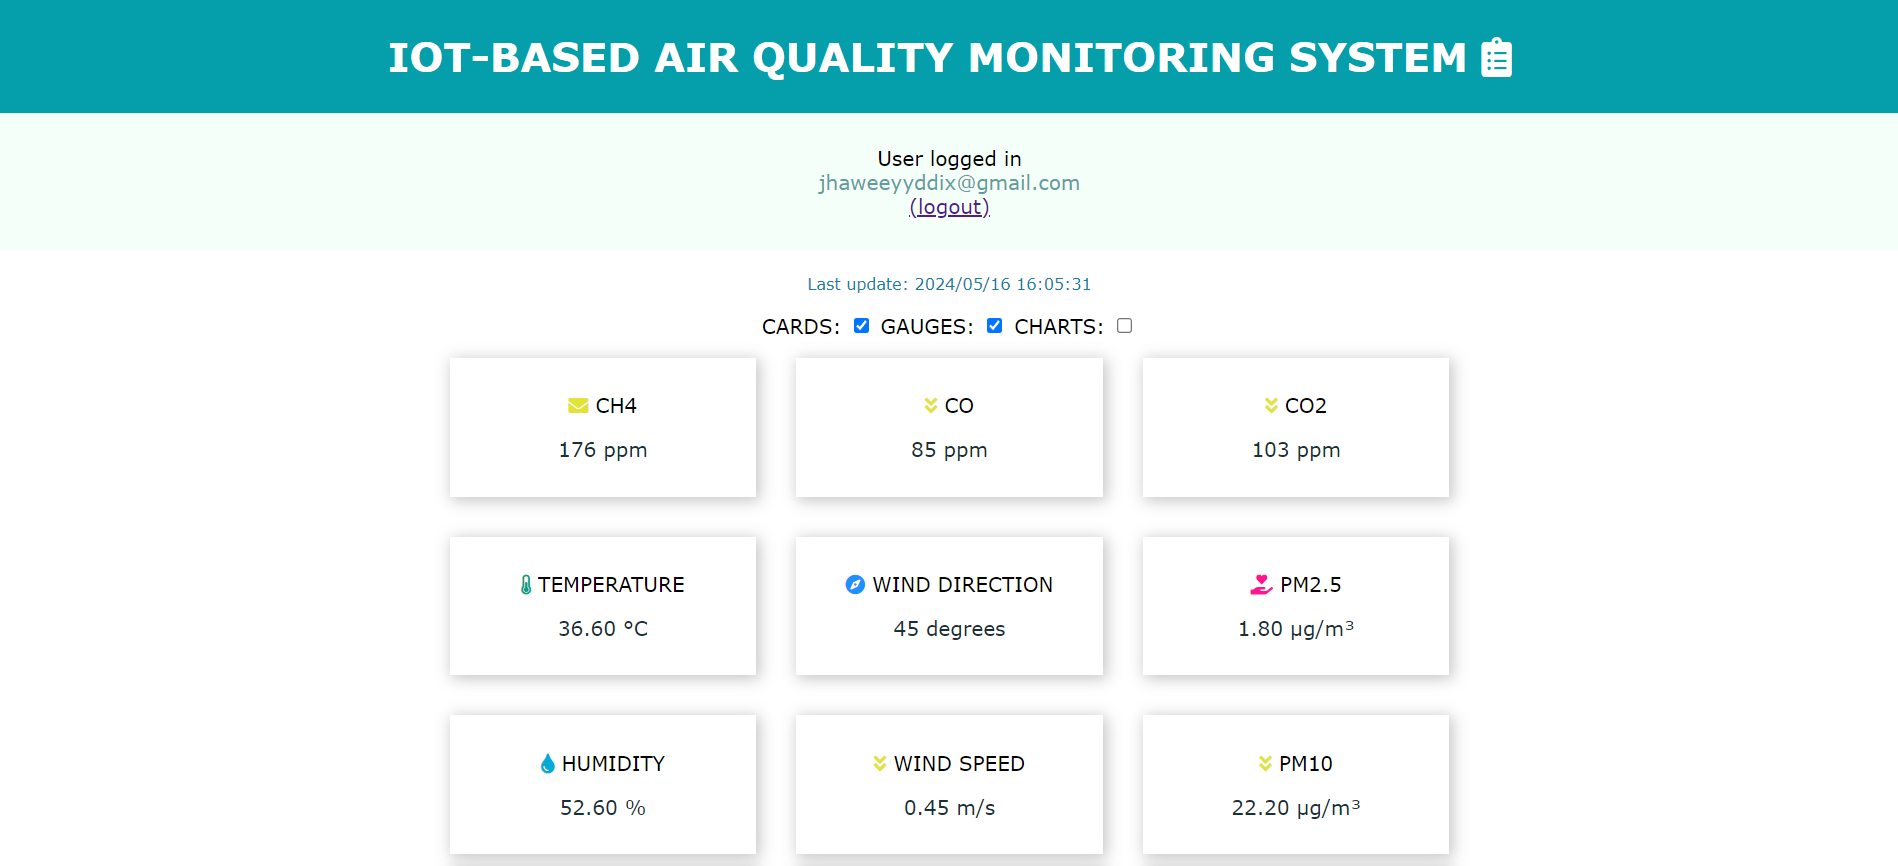 IOT-BASED AIR QUALITY MONITORING SYSTEM
User logged in
jhaweeyyddix@gmail.com
(logout)
Last update: 2024/05/16 16:05:31
CARDS: GAUGES: CHARTS:
CH4
176 ppm
CO
85 ppm
CO2
103 ppm
TEMPERATURE
36.60 °C
WIND DIRECTION
45 degrees
PM2.5
1.80 µg/m³
HUMIDITY
52.60 %
WIND SPEED
0.45 m/s
PM10
22.20 µg/m³